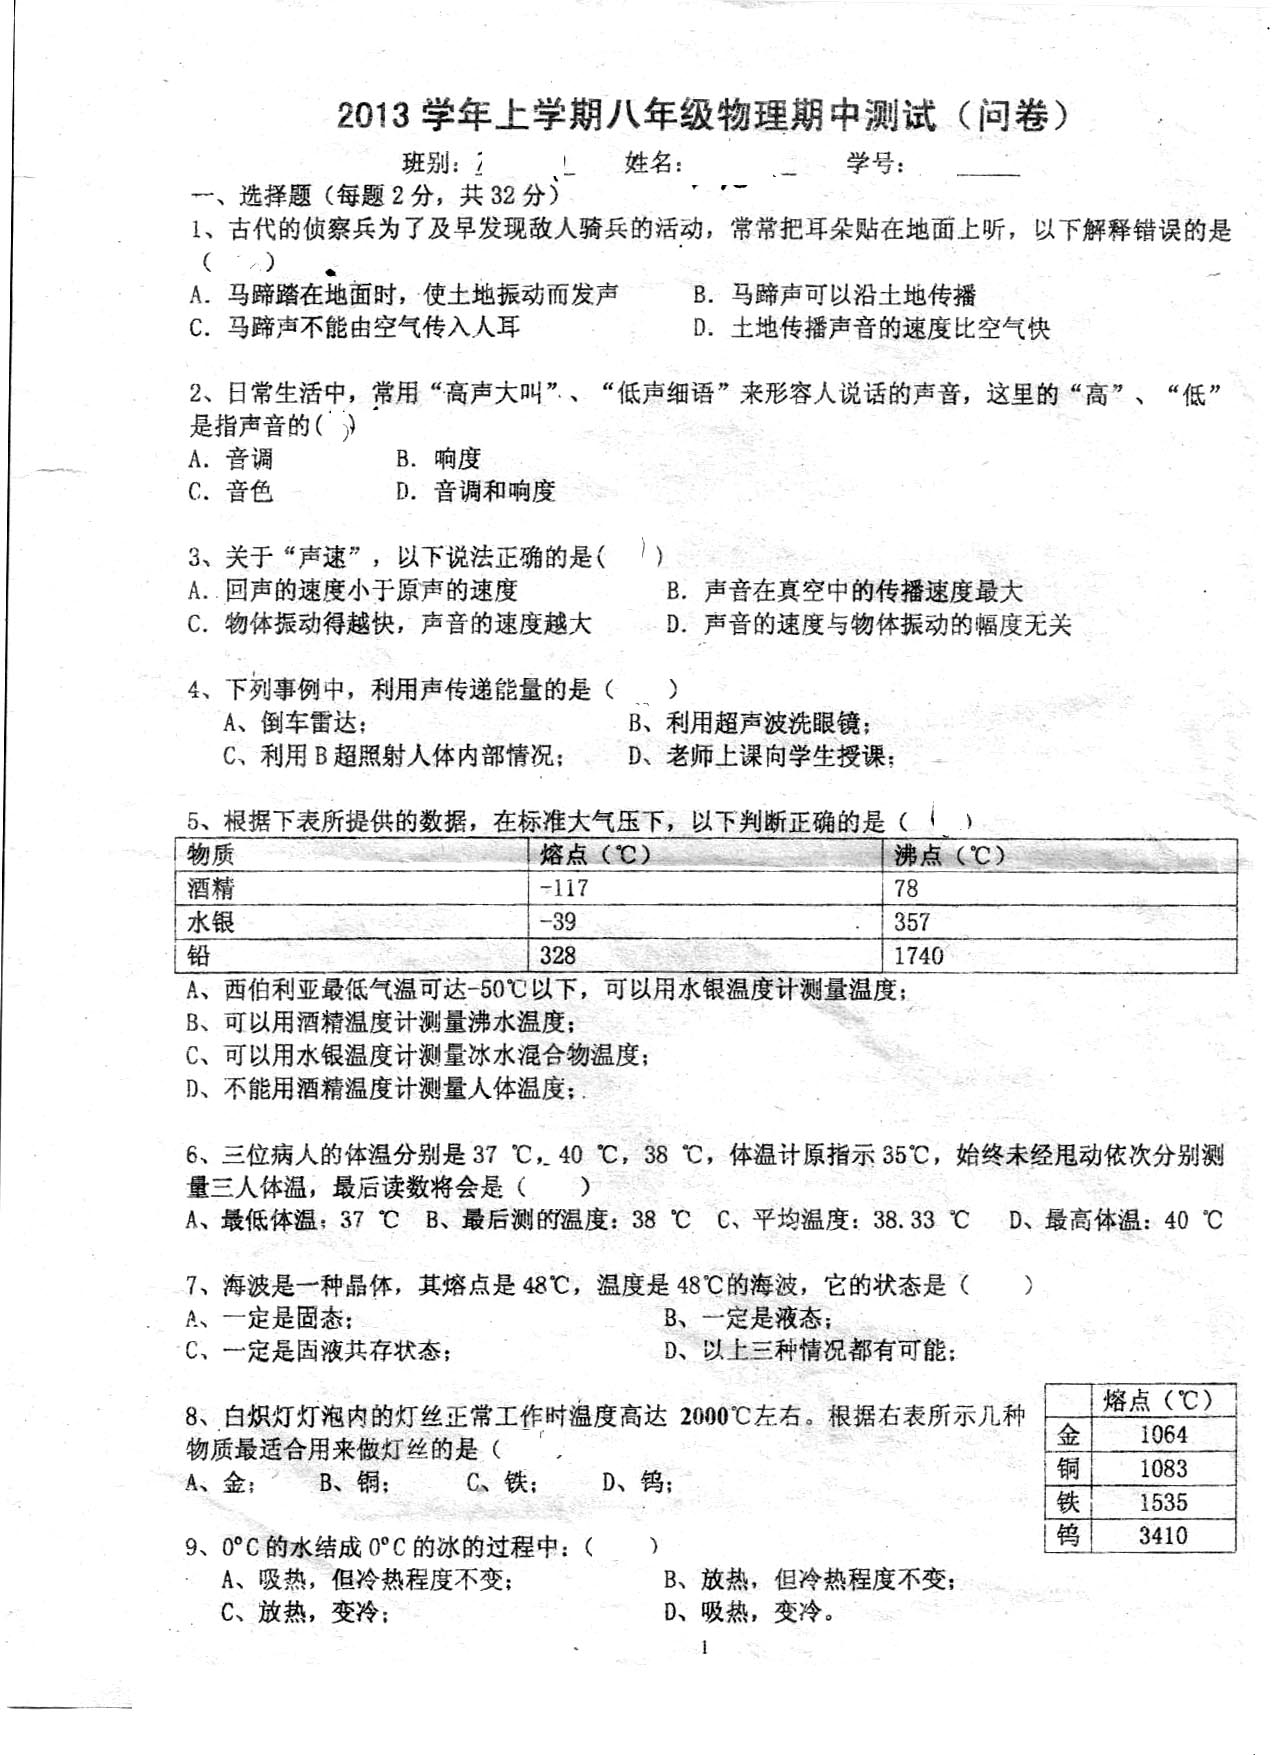 2013 学年上学期八年级物理期中测试（问卷）
班别： 姓名： 学号：
一、选择题（每题 2 分，共 32 分）
1、古代的侦察兵为了及早发现敌人骑兵的活动，常常把耳朵贴在地面上听，以下解释错误的是
（ ）
A. 马蹄踏在地面时，使土地振动而发声 B. 马蹄声可以沿土地传播
C. 马蹄声不能由空气传入人耳 D. 土地传播声音的速度比空气快
2、日常生活中，常用“高声大叫”、“低声细语”来形容人说话的声音，这里的“高”、“低”
是指声音的( )
A. 音调 B. 响度
C. 音色 D. 音调和响度
3、关于“声速”，以下说法正确的是( )
A. 回声的速度小于原声的速度 B. 声音在真空中的传播速度最大
C. 物体振动得越快，声音的速度越大 D. 声音的速度与物体振动的幅度无关
4、下列事例中，利用声传递能量的是（ ）
A、倒车雷达； B、利用超声波洗眼镜；
C、利用 B 超照射人体内部情况； D、老师上课向学生授课；
5、根据下表所提供的数据，在标准大气压下，以下判断正确的是（ ）
物质 熔点（℃） 沸点（℃）
酒精 -117 78
水银 -39 357
铅 328 1740
A、西伯利亚最低气温可达-50℃以下，可以用水银温度计测量温度；
B、可以用酒精温度计测量沸水温度；
C、可以用水银温度计测量冰水混合物温度；
D、不能用酒精温度计测量人体温度；
6、三位病人的体温分别是 37 ℃，40 ℃，38 ℃，体温计原指示 35℃，始终未经甩动依次分别测
量三人体温，最后读数将会是（ ）
A、最低体温：37 ℃ B、最后测的温度：38 ℃ C、平均温度：38.33 ℃ D、最高体温：40 ℃
7、海波是一种晶体，其熔点是 48℃，温度是 48℃的海波，它的状态是（ ）
A、一定是固态； B、一定是液态；
C、一定是固液共存状态； D、以上三种情况都有可能；
8、白炽灯灯泡内的灯丝正常工作时温度高达 2000℃左右。根据右表所示几种
物质最适合用来做灯丝的是（
A、金； B、铜； C、铁； D、钨；
熔点（℃）
金 1064
铜 1083
铁 1535
钨 3410
9、0°C 的水结成 0°C 的冰的过程中：（ ）
A、吸热，但冷热程度不变； B、放热，但冷热程度不变；
C、放热，变冷； D、吸热，变冷。
1